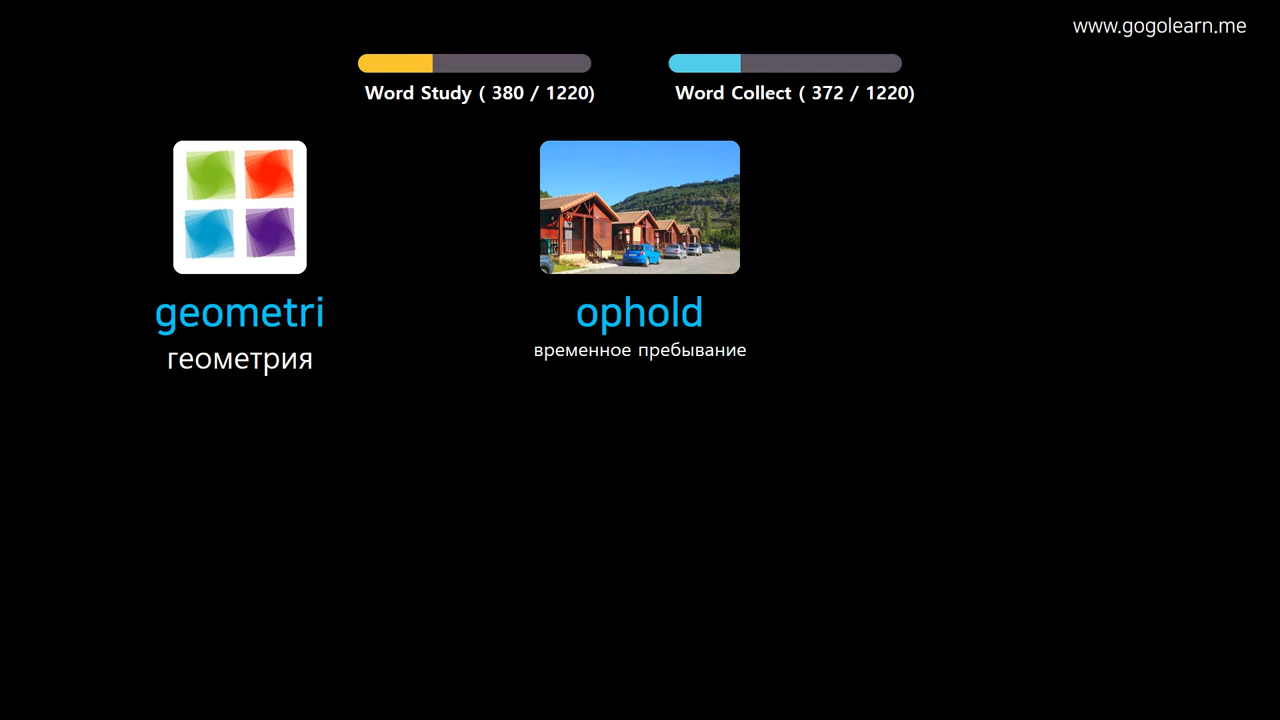 www.gogolearn.me
Word Study ( 380 / 1220)
Word Collect ( 372 / 1220)
geometri
геометрия
ophold
временное пребывание